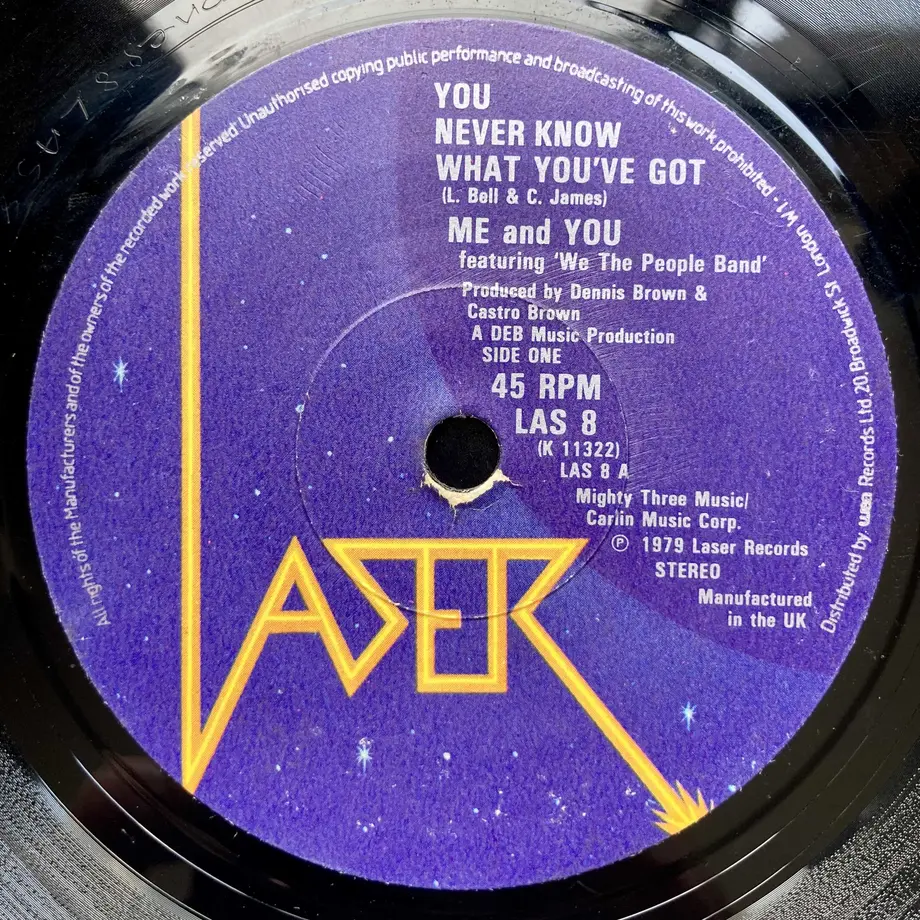 All rights of the Manufacturers and of the owners of the recorded work reserved Unauthorised copying public performance and broadcasting of this work prohibited ·
YOU
NEVER KNOW
WHAT YOU'VE GOT
(L. Bell & C. James)
ME and YOU
featuring 'We The People Band'
Produced by Dennis Brown &
Castro Brown
A DEB Music Production
SIDE ONE
45 RPM
LAS 8
(K 11322)
LAS 8 A
Mighty Three Music/
Carlin Music Corp.
℗ 1979 Laser Records
STEREO
Manufactured
in the UK
Distributed by wea Records Ltd, 20, Broadwick St London W1
LASER